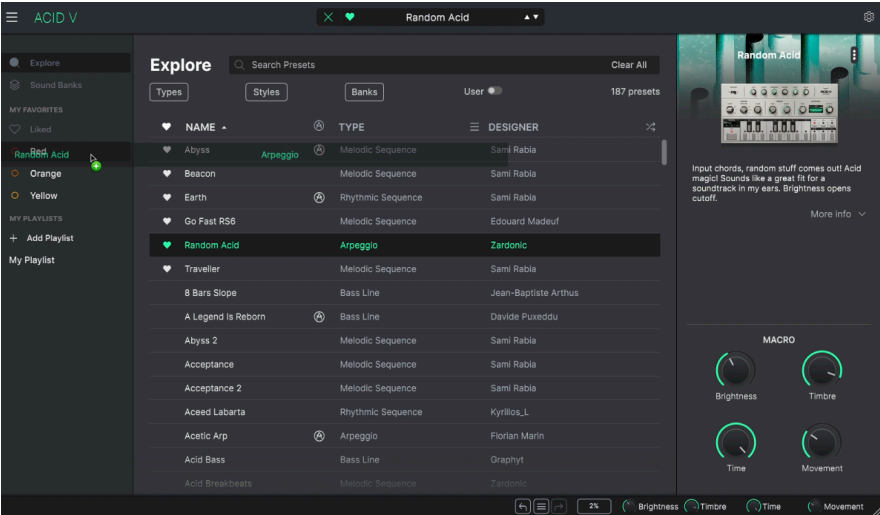 ACID V
Random Acid
Explore
Sound Banks
MY FAVORITES
Liked
Red
Random Acid
Orange
Yellow
MY PLAYLISTS
+ Add Playlist
My Playlist
Explore
Search Presets
Clear All
Types
Styles
Banks
User
187 presets
NAME TYPE DESIGNER
Abyss Melodic Sequence Sami Rabia
Arpeggio
Beacon Melodic Sequence Sami Rabia
Earth Rhythmic Sequence Sami Rabia
Go Fast RS6 Melodic Sequence Edouard Madeuf
Random Acid Arpeggio Zardonic
Traveller Melodic Sequence Sami Rabia
8 Bars Slope Bass Line Jean-Baptiste Arthus
A Legend Is Reborn Bass Line Davide Puxeddu
Abyss 2 Melodic Sequence Sami Rabia
Acceptance Melodic Sequence Sami Rabia
Acceptance 2 Melodic Sequence Sami Rabia
Aceed Labarta Rhythmic Sequence Kyrillos_L
Acetic Arp Arpeggio Florian Marin
Acid Bass Bass Line Graphyt
Acid Breakbeats Melodic Sequence Zardonic
Random Acid
Input chords, random stuff comes out! Acid
magic! Sounds like a great fit for a
soundtrack in my ears. Brightness opens
cutoff.
More info
MACRO
Brightness
Timbre
Time
Movement
2%
Brightness
Timbre
Time
Movement